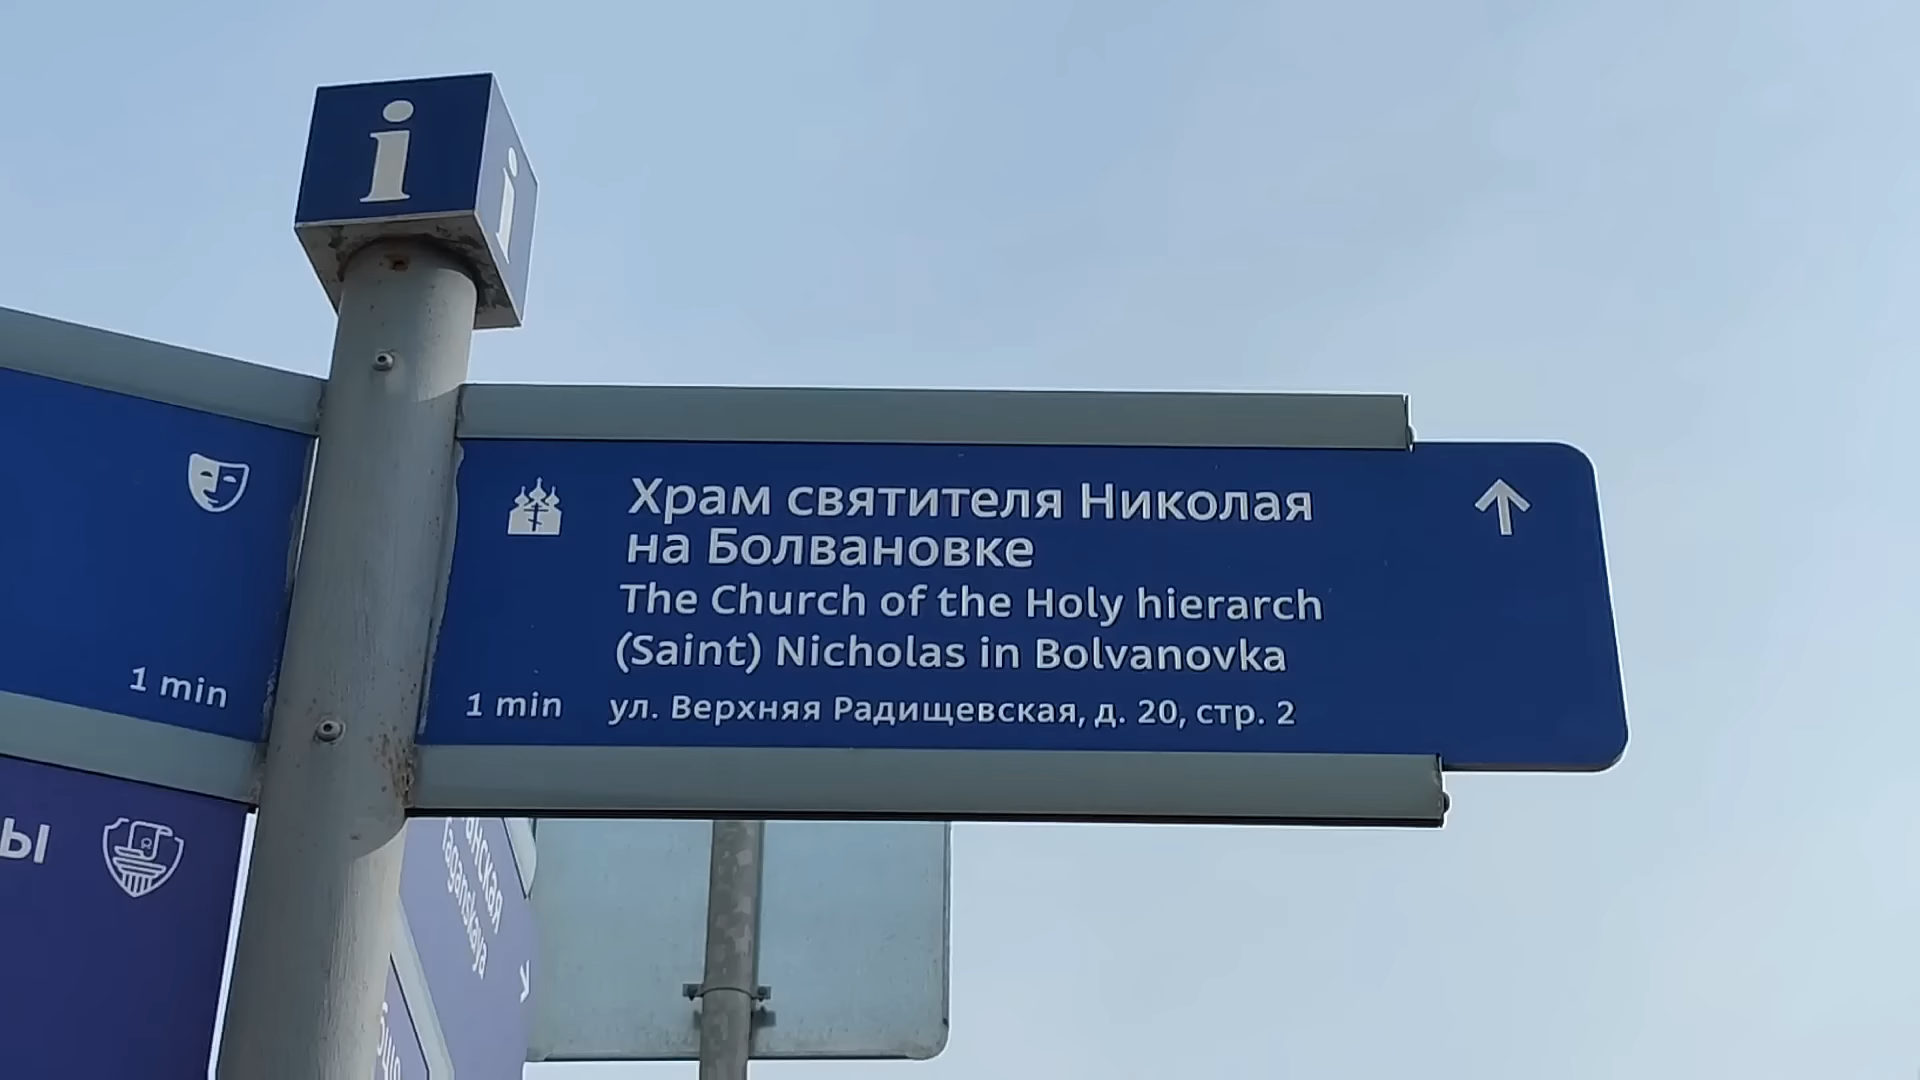 i
i
1 min
Храм святителя Николая
на Болвановке
The Church of the Holy hierarch
(Saint) Nicholas in Bolvanovka
1 min ул. Верхняя Радищевская, д. 20, стр. 2
Taganskaya